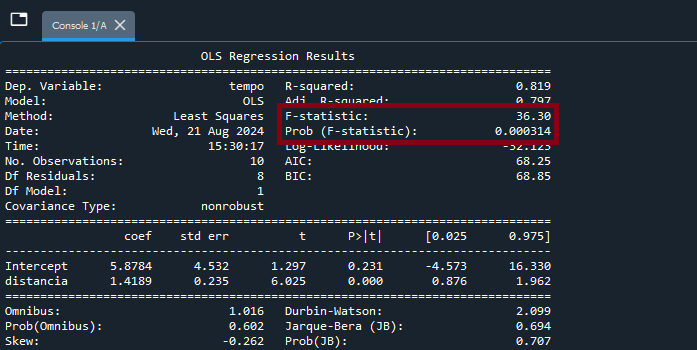 Console 1/A
OLS Regression Results
==============================================================================
Dep. Variable: tempo R-squared: 0.819
Model: OLS Adj. R-squared: 0.797
Method: Least Squares F-statistic: 36.30
Date: Wed, 21 Aug 2024 Prob (F-statistic): 0.000314
Time: 15:30:17 Log-Likelihood: -32.125
No. Observations: 10 AIC: 68.25
Df Residuals: 8 BIC: 68.85
Df Model: 1
Covariance Type: nonrobust
==============================================================================
coef std err t P>|t| [0.025 0.975]
------------------------------------------------------------------------------
Intercept 5.8784 4.532 1.297 0.231 -4.573 16.330
distancia 1.4189 0.235 6.025 0.000 0.876 1.962
==============================================================================
Omnibus: 1.016 Durbin-Watson: 2.099
Prob(Omnibus): 0.602 Jarque-Bera (JB): 0.694
Skew: -0.262 Prob(JB): 0.707